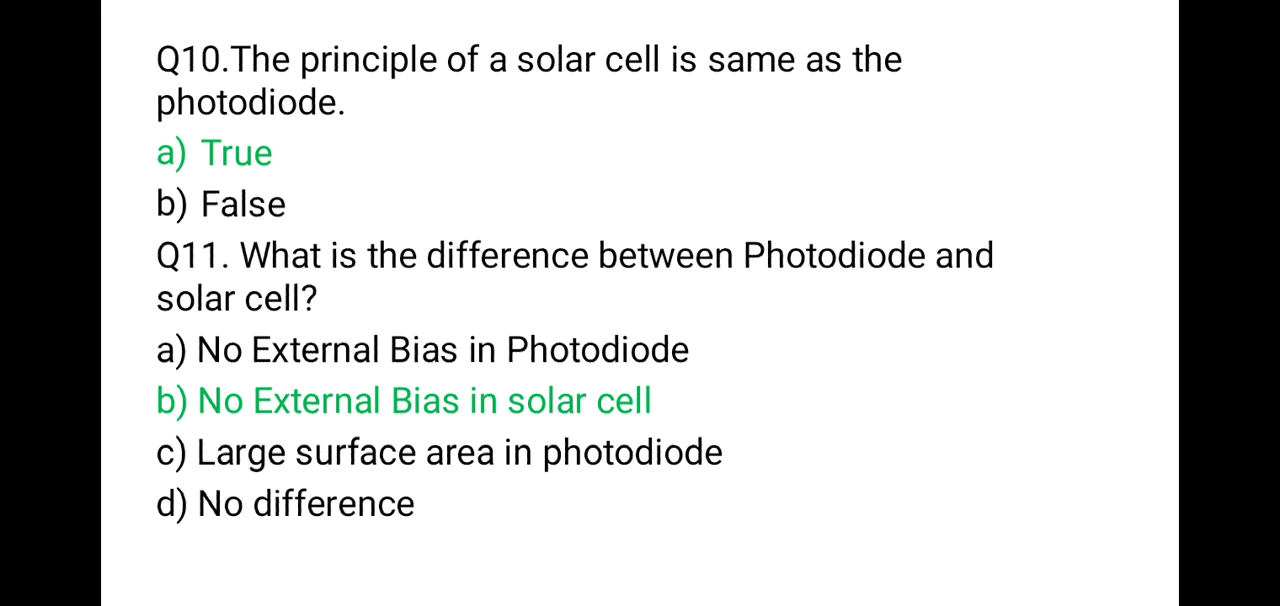 Q10.The principle of a solar cell is same as the
photodiode.
a) True
b) False
Q11. What is the difference between Photodiode and
solar cell?
a) No External Bias in Photodiode
b) No External Bias in solar cell
c) Large surface area in photodiode
d) No difference